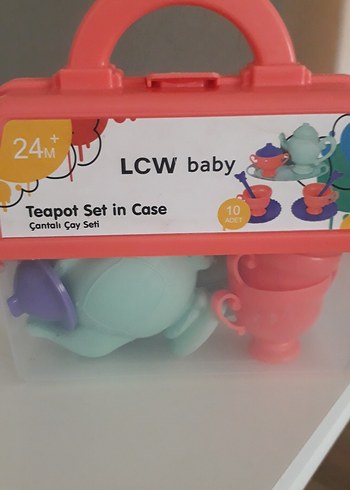 24M+
LCW baby
Teapot Set in Case
Çantalı Çay Seti
10
ADET